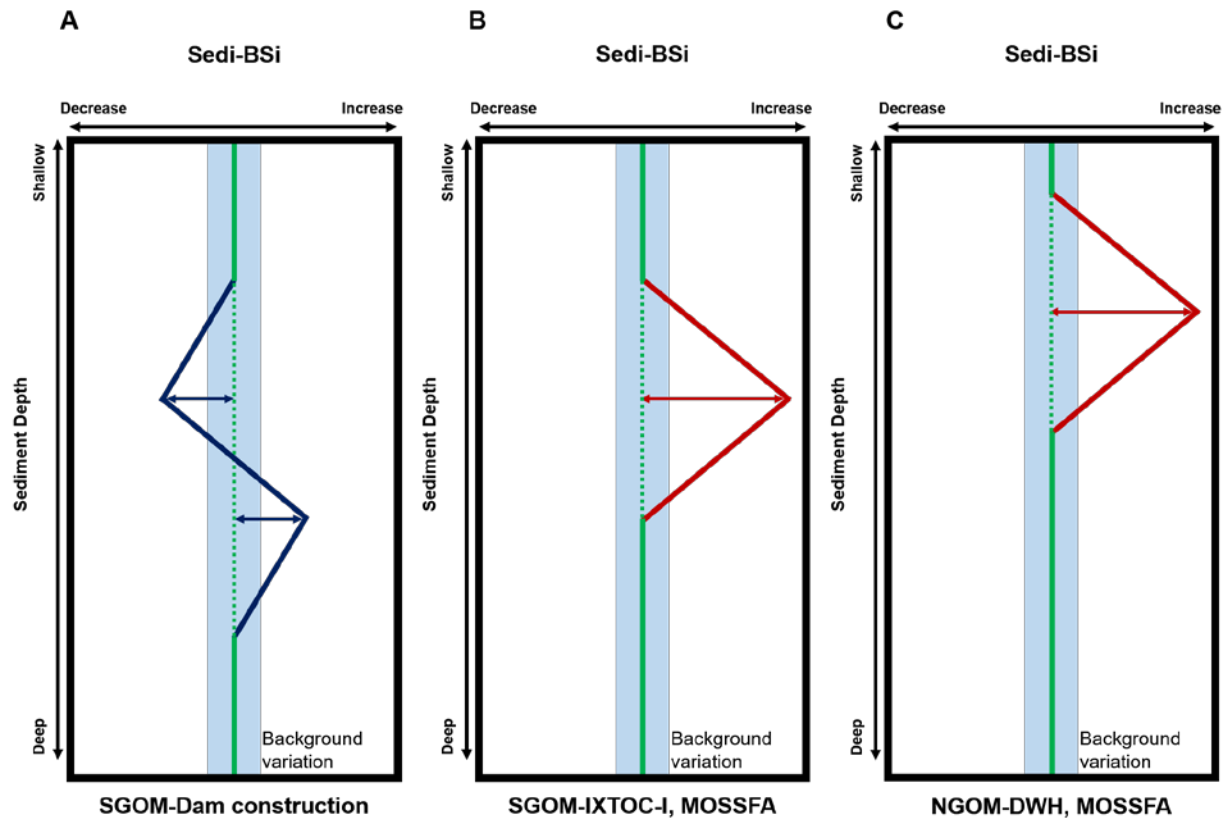 A
Sedi-BSi
Decrease
Increase
Shallow
Sediment Depth
Deep
Background
variation
SGOM-Dam construction
B
Sedi-BSi
Decrease
Increase
Shallow
Sediment Depth
Deep
Background
variation
SGOM-IXTOC-I, MOSSFA
C
Sedi-BSi
Decrease
Increase
Shallow
Sediment Depth
Deep
Background
variation
NGOM-DWH, MOSSFA